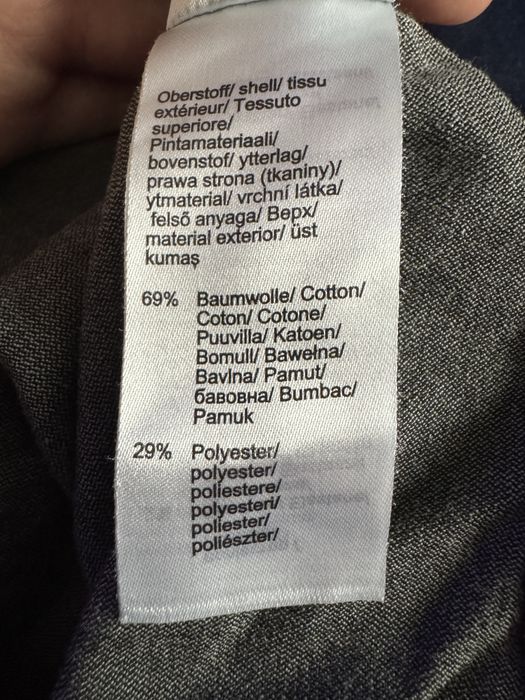 Oberstoff/ shell/ tissu
extérieur/ Tessuto
superiore/
Pintamateriaali/
bovenstof/ ytterlag/
prawa strona (tkaniny)/
ytmaterial/ vrchní látka/
felső anyaga/ Верх/
material exterior/ üst
kumaş
69% Baumwolle/ Cotton/
Coton/ Cotone/
Puuvilla/ Katoen/
Bomull/ Bawełna/
Bavlna/ Pamut/
бавовна/ Bumbac/
Pamuk
29% Polyester/
polyester/
poliestere/
polyesteri/
poliester/
poliészter/